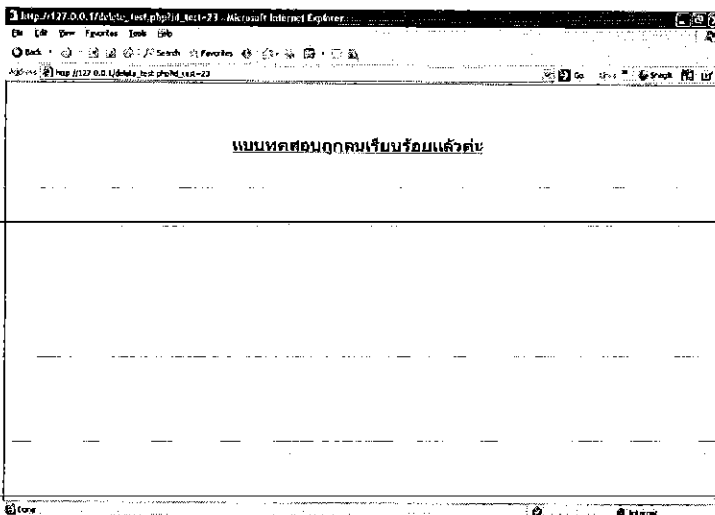 http://127.0.0.1/delete_test.php?id_test=23 - Microsoft Internet Explorer
File Edit View Favorites Tools Help
Back Search Favorites
Address http://127.0.0.1/delete_test.php?id_test=23 Go Links SnagIt
แบบทดสอบถูกลบเรียบร้อยแล้วค่ะ
Done Internet